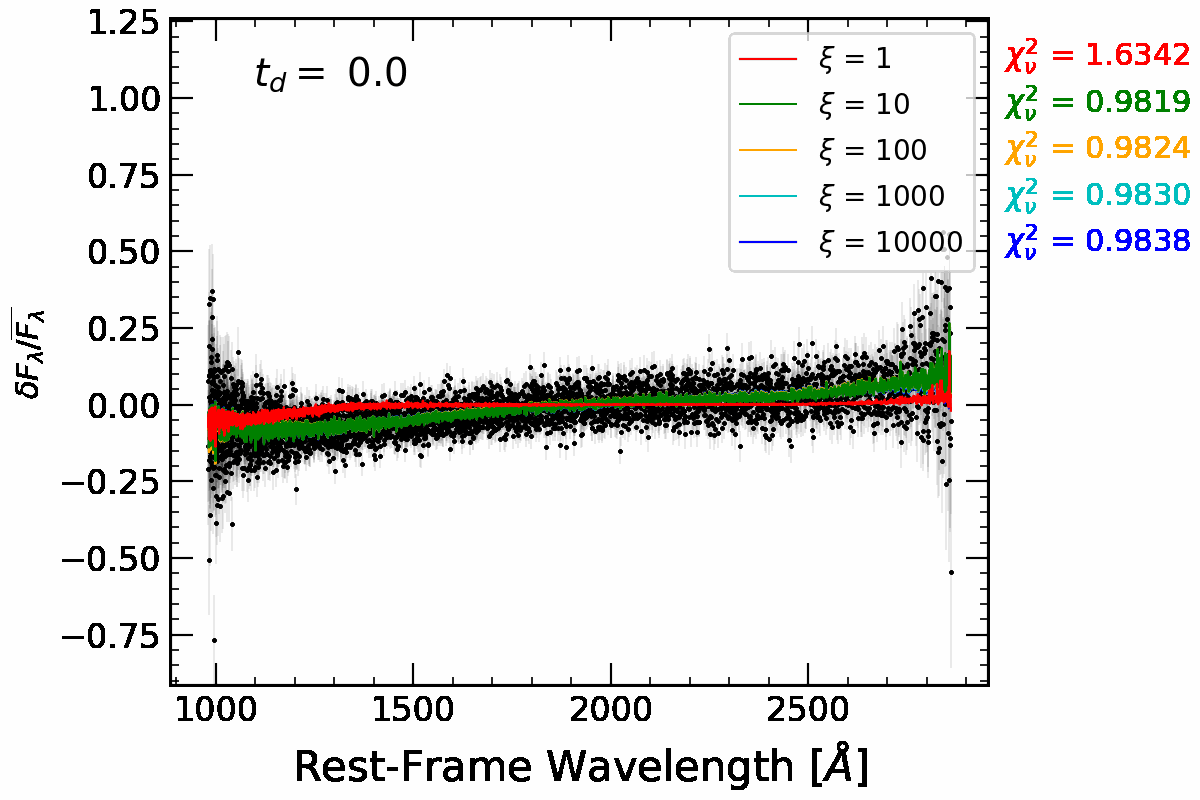 1.25
1.00
0.75
0.50
0.25
0.00
−0.25
−0.50
−0.75
δF_λ/F̅_λ̅
t_d = 0.0
ξ = 1
ξ = 10
ξ = 100
ξ = 1000
ξ = 10000
χ²_ν = 1.6342
χ²_ν = 0.9819
χ²_ν = 0.9824
χ²_ν = 0.9830
χ²_ν = 0.9838
1000 1500 2000 2500
Rest-Frame Wavelength [Å]